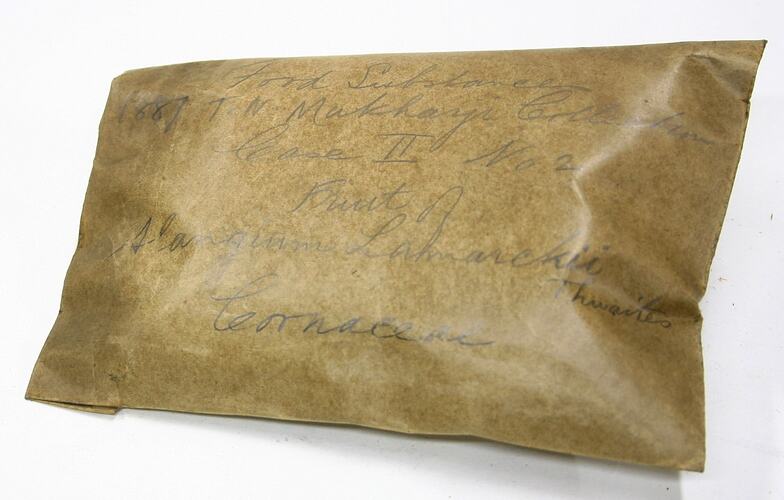 Food Substances
1887 T. N. Mukharji Collection
Case II No 2
Fruit of
Alangium Lamarckii
Thwaites
Cornaceae